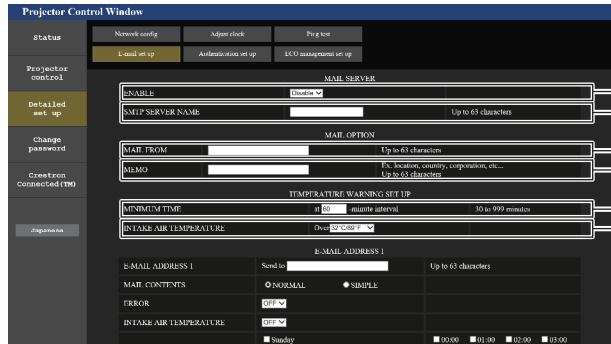 Projector Control Window
Status
Projector control
Detailed set up
Change password
Crestron Connected(TM)
Japanese
Network config Adjust clock Ping test
E-mail set up Authentication set up ECO management set up
MAIL SERVER
ENABLE Disable
SMTP SERVER NAME Up to 63 characters
MAIL OPTION
MAIL FROM Up to 63 characters
MEMO Ex. location, country, corporation, etc...
Up to 63 characters
TEMPERATURE WARNING SET UP
MINIMUM TIME at 60 -minute interval 30 to 999 minutes
INTAKE AIR TEMPERATURE Over 32°C/89°F
E-MAIL ADDRESS 1
E-MAIL ADDRESS 1 Send to Up to 63 characters
MAIL CONTENTS NORMAL SIMPLE
ERROR OFF
INTAKE AIR TEMPERATURE OFF
Sunday 00:00 01:00 02:00 03:00